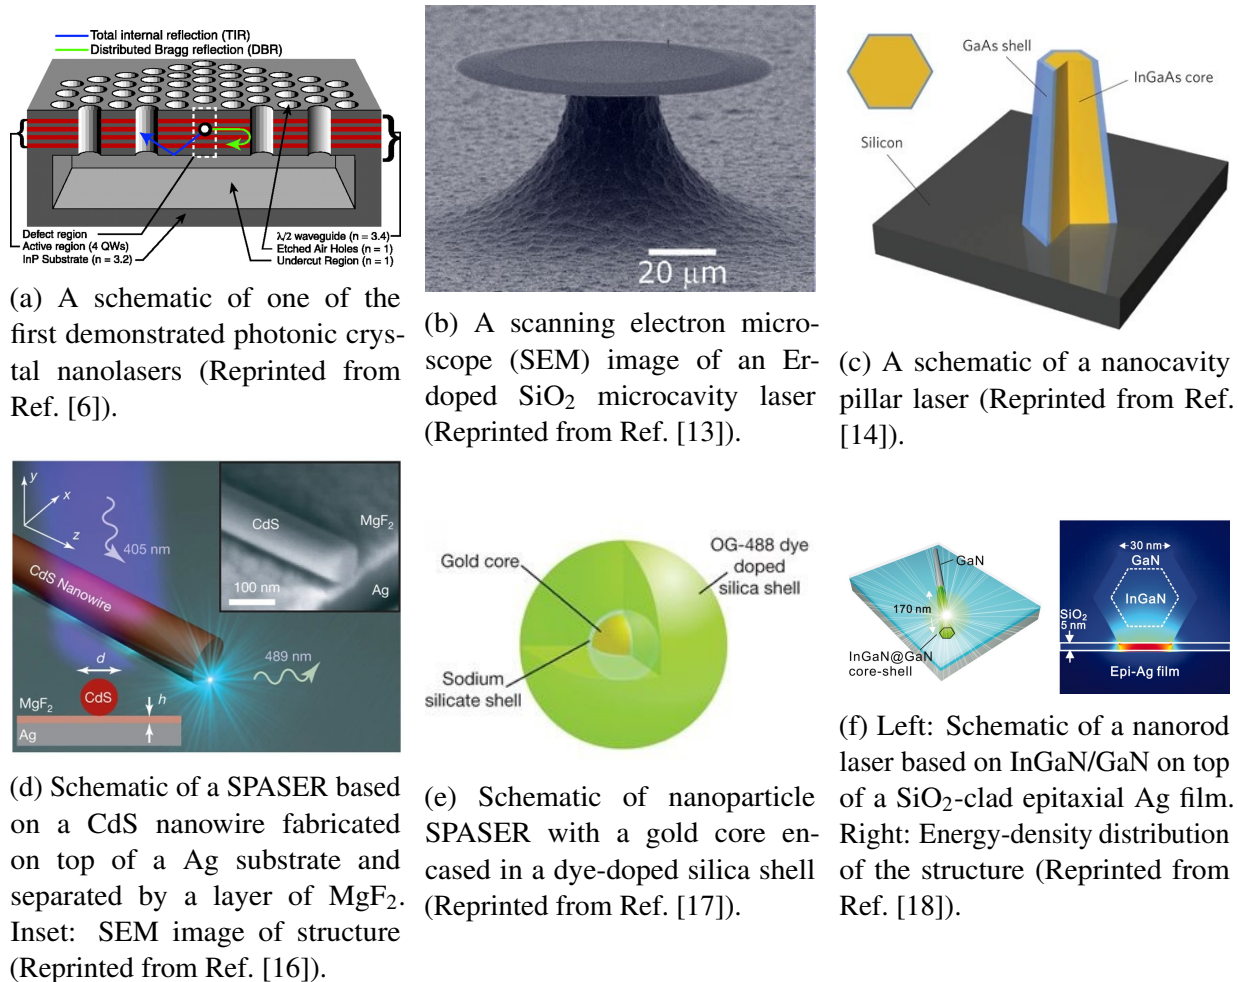 Total internal reflection (TIR)
Distributed Bragg reflection (DBR)
Defect region
Active region (4 QWs)
InP Substrate (n = 3.2)
λ/2 waveguide (n = 3.4)
Etched Air Holes (n = 1)
Undercut Region (n = 1)
(a) A schematic of one of the
first demonstrated photonic crys-
tal nanolasers (Reprinted from
Ref. [6]).
20 μm
(b) A scanning electron micro-
scope (SEM) image of an Er-
doped SiO₂ microcavity laser
(Reprinted from Ref. [13]).
GaAs shell
InGaAs core
Silicon
(c) A schematic of a nanocavity
pillar laser (Reprinted from Ref.
[14]).
y
x
z
405 nm
CdS Nanowire
CdS
MgF₂
Ag
100 nm
489 nm
d
CdS
h
MgF₂
Ag
(d) Schematic of a SPASER based
on a CdS nanowire fabricated
on top of a Ag substrate and
separated by a layer of MgF₂.
Inset: SEM image of structure
(Reprinted from Ref. [16]).
Gold core
OG-488 dye
doped
silica shell
Sodium
silicate shell
(e) Schematic of nanoparticle
SPASER with a gold core en-
cased in a dye-doped silica shell
(Reprinted from Ref. [17]).
GaN
170 nm
InGaN@GaN
core-shell
30 nm
GaN
InGaN
SiO₂
5 nm
Epi-Ag film
(f) Left: Schematic of a nanorod
laser based on InGaN/GaN on top
of a SiO₂-clad epitaxial Ag film.
Right: Energy-density distribution
of the structure (Reprinted from
Ref. [18]).